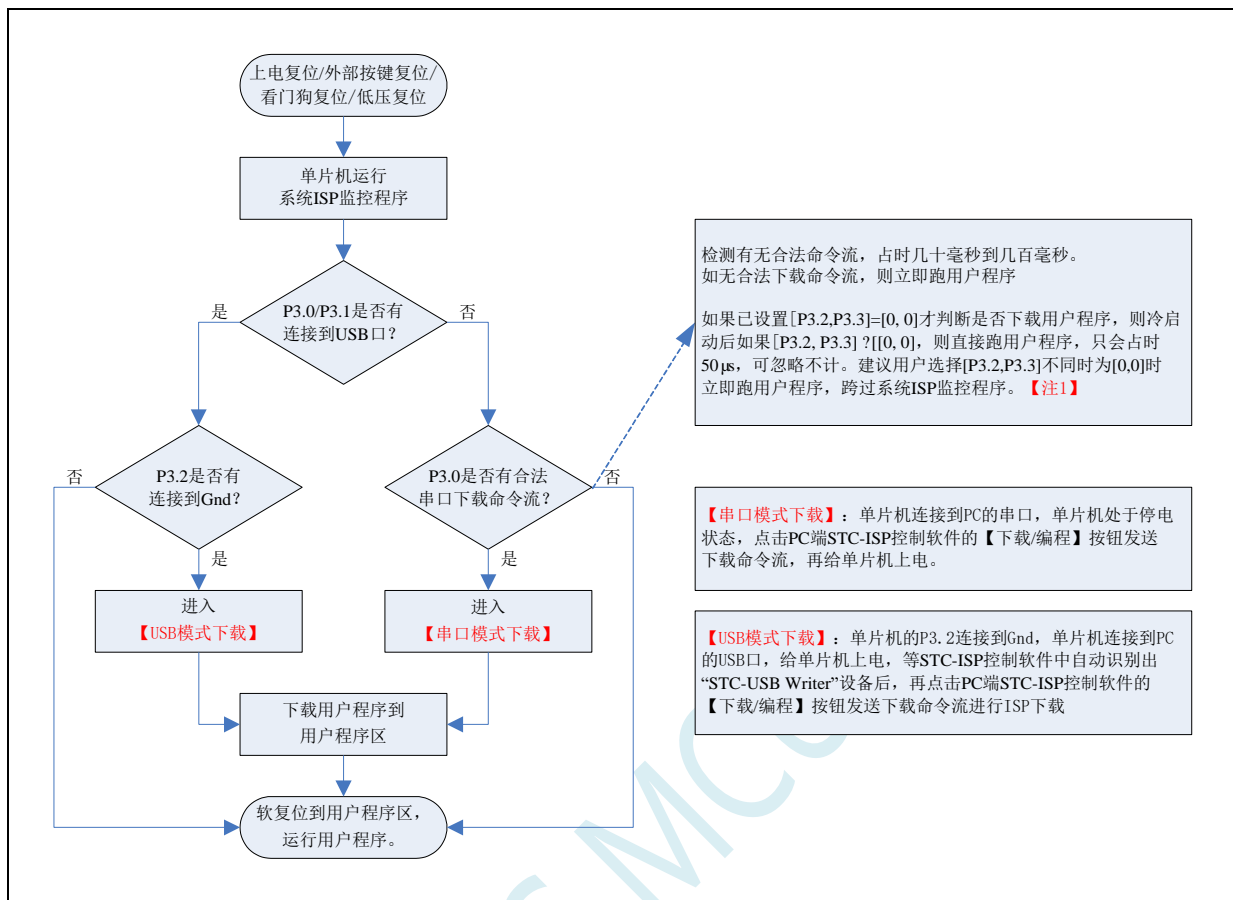 上电复位/外部按键复位/
看门狗复位/低压复位
单片机运行
系统ISP监控程序
P3.0/P3.1是否有
连接到USB口？
是
否
P3.2是否有
连接到Gnd？
否
是
P3.0是否有合法
串口下载命令流？
否
是
进入
【USB模式下载】
进入
【串口模式下载】
下载用户程序到
用户程序区
软复位到用户程序区，
运行用户程序。
检测有无合法命令流，占时几十毫秒到几百毫秒。
如无合法下载命令流，则立即跑用户程序
如果已设置[P3.2,P3.3]=[0, 0]才判断是否下载用户程序，则冷启
动后如果[P3.2, P3.3] ?[[0, 0]，则直接跑用户程序，只会占时
50μs，可忽略不计。建议用户选择[P3.2,P3.3]不同时为[0,0]时
立即跑用户程序，跨过系统ISP监控程序。【注1】
【串口模式下载】：单片机连接到PC的串口，单片机处于停电
状态，点击PC端STC-ISP控制软件的【下载/编程】按钮发送
下载命令流，再给单片机上电。
【USB模式下载】：单片机的P3.2连接到Gnd，单片机连接到PC
的USB口，给单片机上电，等STC-ISP控制软件中自动识别出
“STC-USB Writer”设备后，再点击PC端STC-ISP控制软件的
【下载/编程】按钮发送下载命令流进行ISP下载
MCU